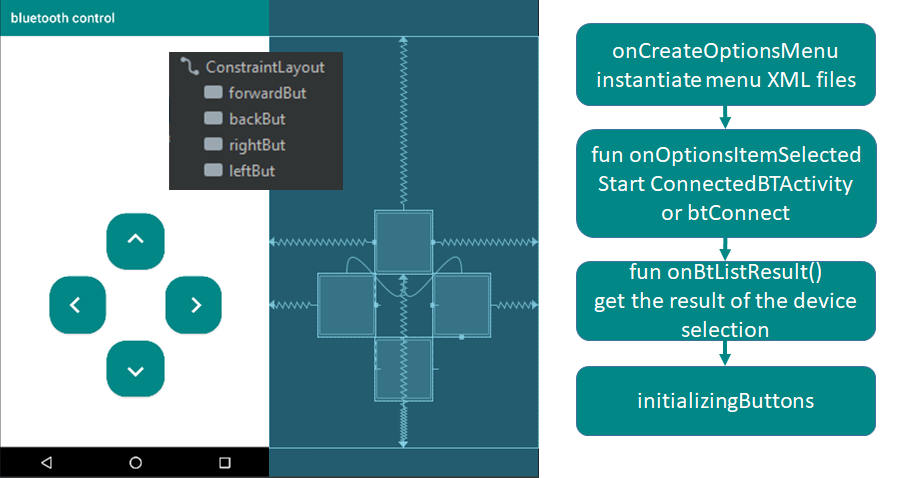 bluetooth control
ConstraintLayout
forwardBut
backBut
rightBut
leftBut
onCreateOptionsMenu
instantiate menu XML files
fun onOptionsItemSelected
Start ConnectedBTActivity
or btConnect
fun onBtListResult()
get the result of the device
selection
initializingButtons